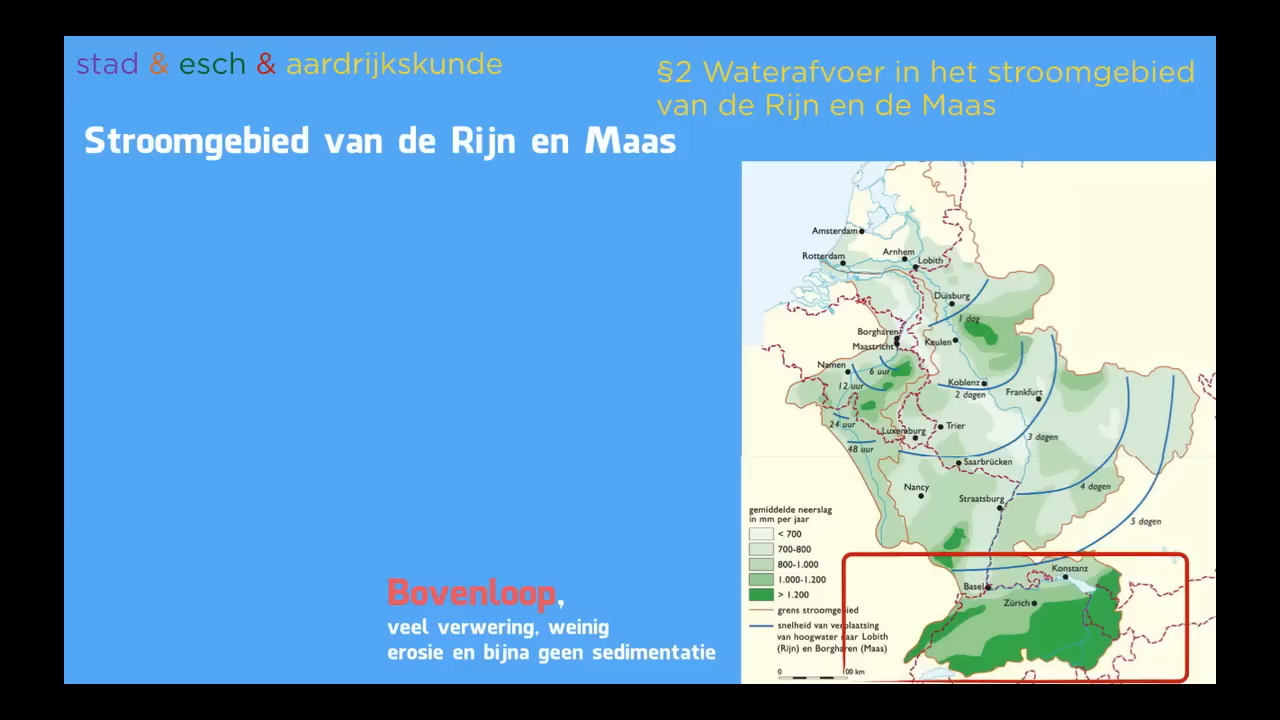 stad & esch & aardrijkskunde
§2 Waterafvoer in het stroomgebied
van de Rijn en de Maas
Stroomgebied van de Rijn en Maas
Amsterdam
Rotterdam
Arnhem
Lobith
Duisburg
1 dag
Borgharen
Maastricht
Keulen
Namen
6 uur
12 uur
Koblenz
2 dagen
Frankfurt
24 uur
Luxemburg
Trier
3 dagen
48 uur
Saarbrücken
Nancy
Straatsburg
4 dagen
5 dagen
gemiddelde neerslag
in mm per jaar
< 700
700-800
800-1.000
1.000-1.200
> 1.200
grens stroomgebied
snelheid van verplaatsing
van hoogwater naar Lobith
(Rijn) en Borgharen (Maas)
0
00 km
Konstanz
Basel
Zürich
Bovenloop,
veel verwering, weinig
erosie en bijna geen sedimentatie